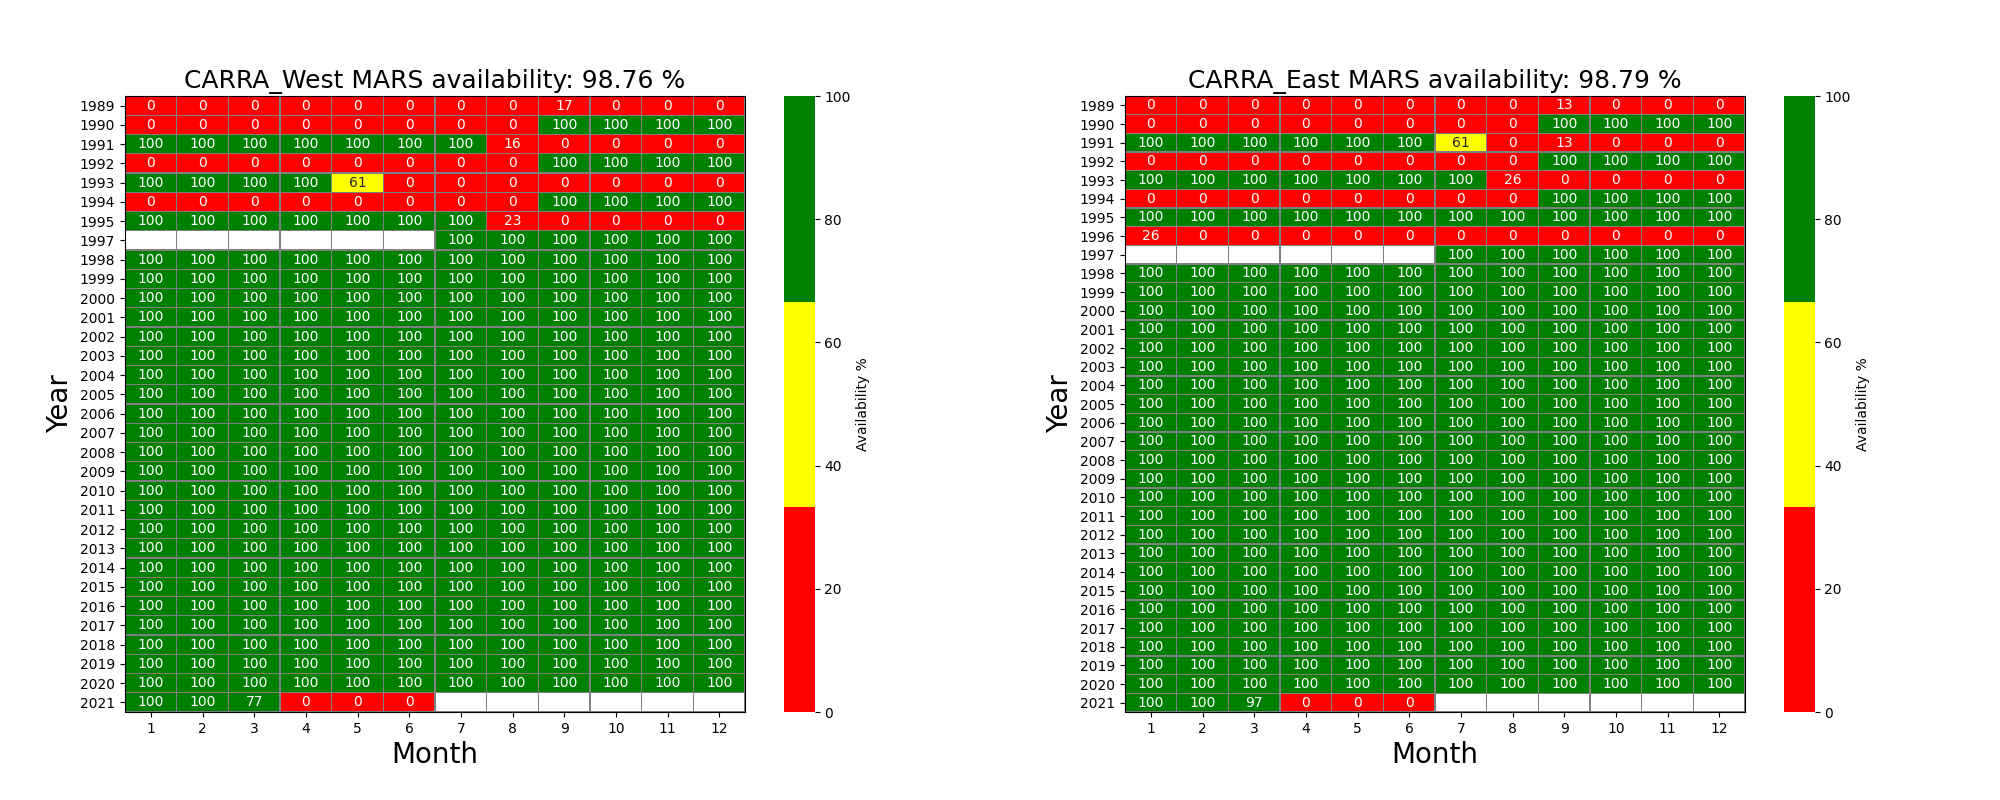 CARRA_West MARS availability: 98.76 %
Year
1989 0 0 0 0 0 0 0 0 17 0 0 0
1990 0 0 0 0 0 0 0 0 100 100 100 100
1991 100 100 100 100 100 100 100 16 0 0 0 0
1992 0 0 0 0 0 0 0 0 100 100 100 100
1993 100 100 100 100 61 0 0 0 0 0 0 0
1994 0 0 0 0 0 0 0 0 100 100 100 100
1995 100 100 100 100 100 100 100 23 0 0 0 0
1997 100 100 100 100 100 100
1998 100 100 100 100 100 100 100 100 100 100 100 100
1999 100 100 100 100 100 100 100 100 100 100 100 100
2000 100 100 100 100 100 100 100 100 100 100 100 100
2001 100 100 100 100 100 100 100 100 100 100 100 100
2002 100 100 100 100 100 100 100 100 100 100 100 100
2003 100 100 100 100 100 100 100 100 100 100 100 100
2004 100 100 100 100 100 100 100 100 100 100 100 100
2005 100 100 100 100 100 100 100 100 100 100 100 100
2006 100 100 100 100 100 100 100 100 100 100 100 100
2007 100 100 100 100 100 100 100 100 100 100 100 100
2008 100 100 100 100 100 100 100 100 100 100 100 100
2009 100 100 100 100 100 100 100 100 100 100 100 100
2010 100 100 100 100 100 100 100 100 100 100 100 100
2011 100 100 100 100 100 100 100 100 100 100 100 100
2012 100 100 100 100 100 100 100 100 100 100 100 100
2013 100 100 100 100 100 100 100 100 100 100 100 100
2014 100 100 100 100 100 100 100 100 100 100 100 100
2015 100 100 100 100 100 100 100 100 100 100 100 100
2016 100 100 100 100 100 100 100 100 100 100 100 100
2017 100 100 100 100 100 100 100 100 100 100 100 100
2018 100 100 100 100 100 100 100 100 100 100 100 100
2019 100 100 100 100 100 100 100 100 100 100 100 100
2020 100 100 100 100 100 100 100 100 100 100 100 100
2021 100 100 77 0 0 0
1 2 3 4 5 6 7 8 9 10 11 12
Month
100
80
60
40
20
0
Availability %
CARRA_East MARS availability: 98.79 %
Year
1989 0 0 0 0 0 0 0 0 13 0 0 0
1990 0 0 0 0 0 0 0 0 100 100 100 100
1991 100 100 100 100 100 100 61 0 13 0 0 0
1992 0 0 0 0 0 0 0 0 100 100 100 100
1993 100 100 100 100 100 100 100 26 0 0 0 0
1994 0 0 0 0 0 0 0 0 100 100 100 100
1995 100 100 100 100 100 100 100 100 100 100 100 100
1996 26 0 0 0 0 0 0 0 0 0 0 0
1997 100 100 100 100 100 100
1998 100 100 100 100 100 100 100 100 100 100 100 100
1999 100 100 100 100 100 100 100 100 100 100 100 100
2000 100 100 100 100 100 100 100 100 100 100 100 100
2001 100 100 100 100 100 100 100 100 100 100 100 100
2002 100 100 100 100 100 100 100 100 100 100 100 100
2003 100 100 100 100 100 100 100 100 100 100 100 100
2004 100 100 100 100 100 100 100 100 100 100 100 100
2005 100 100 100 100 100 100 100 100 100 100 100 100
2006 100 100 100 100 100 100 100 100 100 100 100 100
2007 100 100 100 100 100 100 100 100 100 100 100 100
2008 100 100 100 100 100 100 100 100 100 100 100 100
2009 100 100 100 100 100 100 100 100 100 100 100 100
2010 100 100 100 100 100 100 100 100 100 100 100 100
2011 100 100 100 100 100 100 100 100 100 100 100 100
2012 100 100 100 100 100 100 100 100 100 100 100 100
2013 100 100 100 100 100 100 100 100 100 100 100 100
2014 100 100 100 100 100 100 100 100 100 100 100 100
2015 100 100 100 100 100 100 100 100 100 100 100 100
2016 100 100 100 100 100 100 100 100 100 100 100 100
2017 100 100 100 100 100 100 100 100 100 100 100 100
2018 100 100 100 100 100 100 100 100 100 100 100 100
2019 100 100 100 100 100 100 100 100 100 100 100 100
2020 100 100 100 100 100 100 100 100 100 100 100 100
2021 100 100 97 0 0 0
1 2 3 4 5 6 7 8 9 10 11 12
Month
100
80
60
40
20
0
Availability %